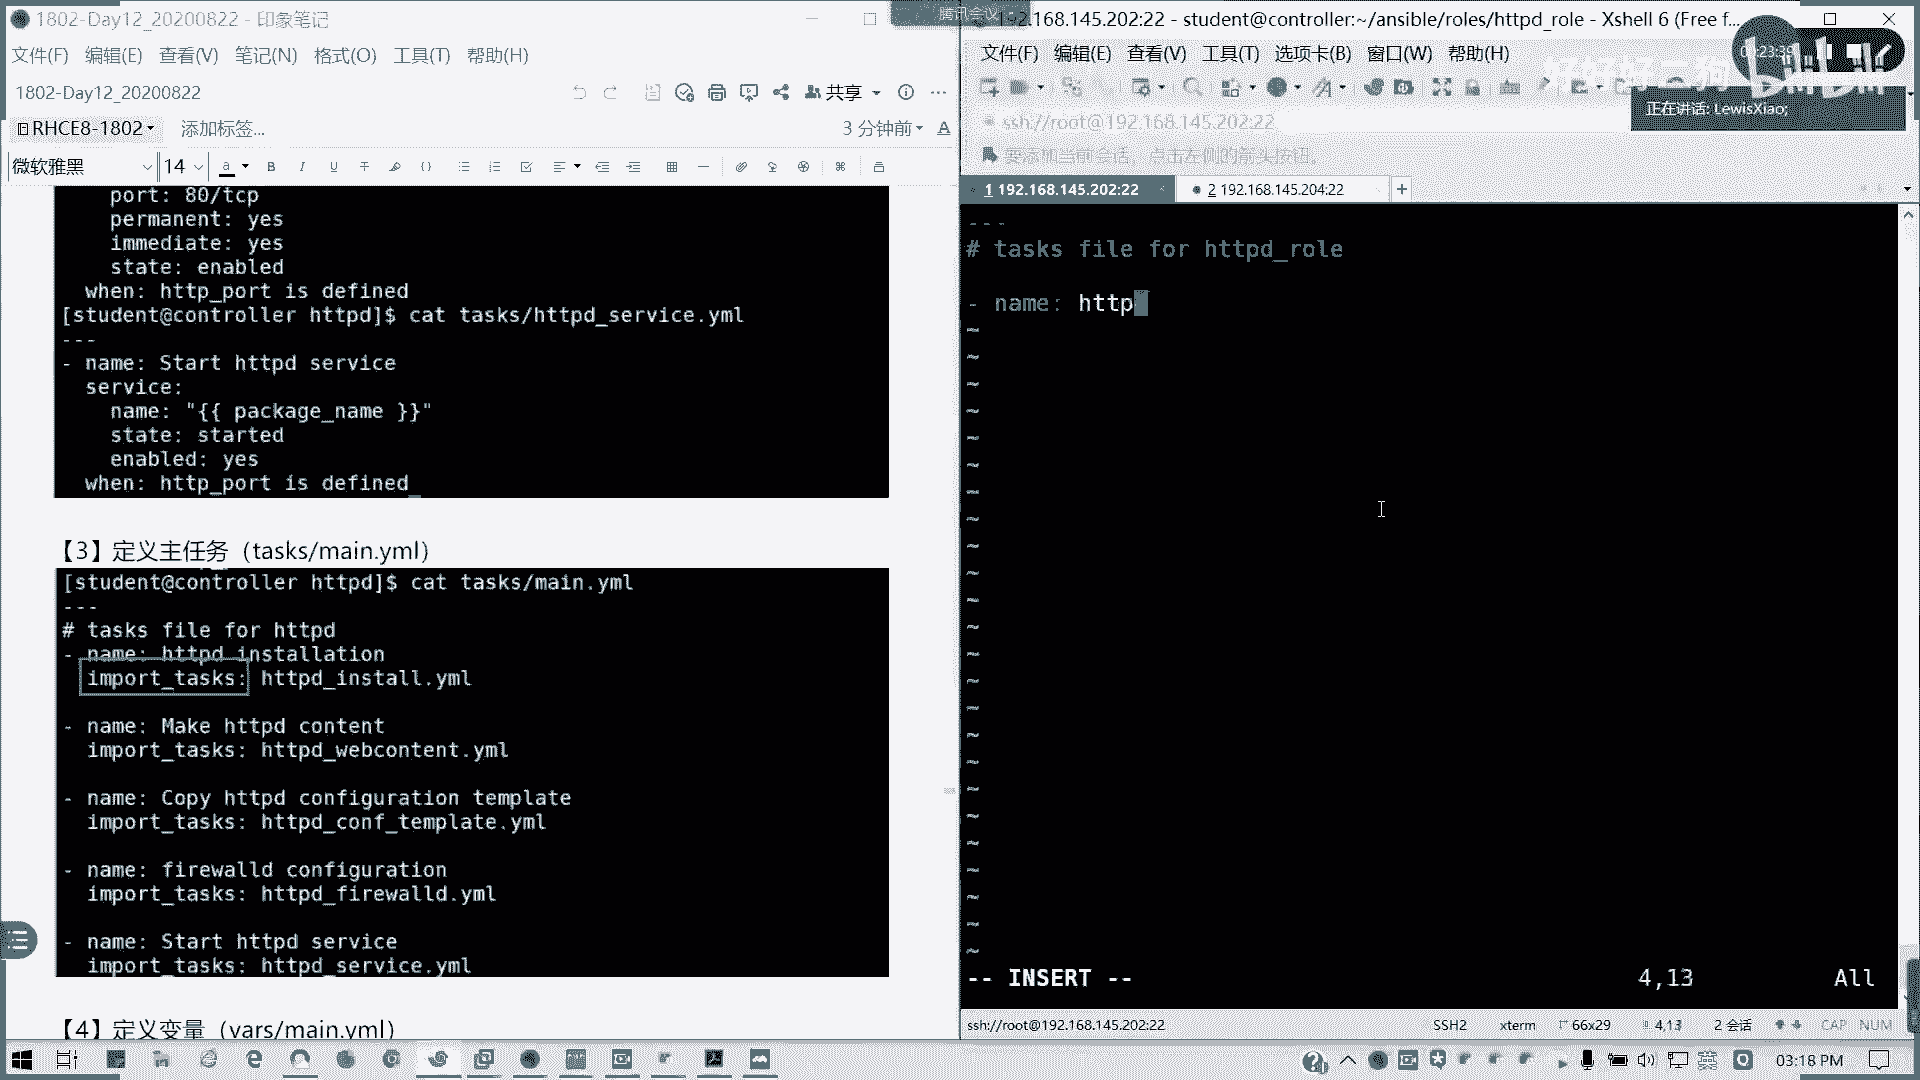 1802-Day12_20200822 - 印象笔记
文件(F) 编辑(E) 查看(V) 笔记(N) 格式(O) 工具(T) 帮助(H)
1802-Day12_20200822
共享
RHCE8-1802
添加标签...
3 分钟前
微软雅黑
14
port: 80/tcp
permanent: yes
immediate: yes
state: enabled
when: http_port is defined
[student@controller httpd]$ cat tasks/httpd_service.yml
---
- name: Start httpd service
service:
name: "{{ package_name }}"
state: started
enabled: yes
when: http_port is defined
【3】定义主任务（tasks/main.yml）
[student@controller httpd]$ cat tasks/main.yml
---
# tasks file for httpd
- name: httpd installation
import_tasks: httpd_install.yml
- name: Make httpd content
import_tasks: httpd_webcontent.yml
- name: Copy httpd configuration template
import_tasks: httpd_conf_template.yml
- name: firewalld configuration
import_tasks: httpd_firewalld.yml
- name: Start httpd service
import_tasks: httpd_service.yml
【4】定义变量（vars/main.yml）
腾讯会议
192.168.145.202:22 - student@controller:~/ansible/roles/httpd_role - Xshell 6 (Free f...
文件(F) 编辑(E) 查看(V) 工具(T) 选项卡(B) 窗口(W) 帮助(H)
bilibili
正在讲话: LewisXiao;
ssh://root@192.168.145.202:22
要添加当前会话，点击左侧的箭头按钮。
1 192.168.145.202:22
2 192.168.145.204:22
---
# tasks file for httpd_role
- name: http
-- INSERT --
4,13
All
ssh://root@192.168.145.202:22
SSH2
xterm
66x29
4,13
2 会话
CAP NUM
英
03:18 PM